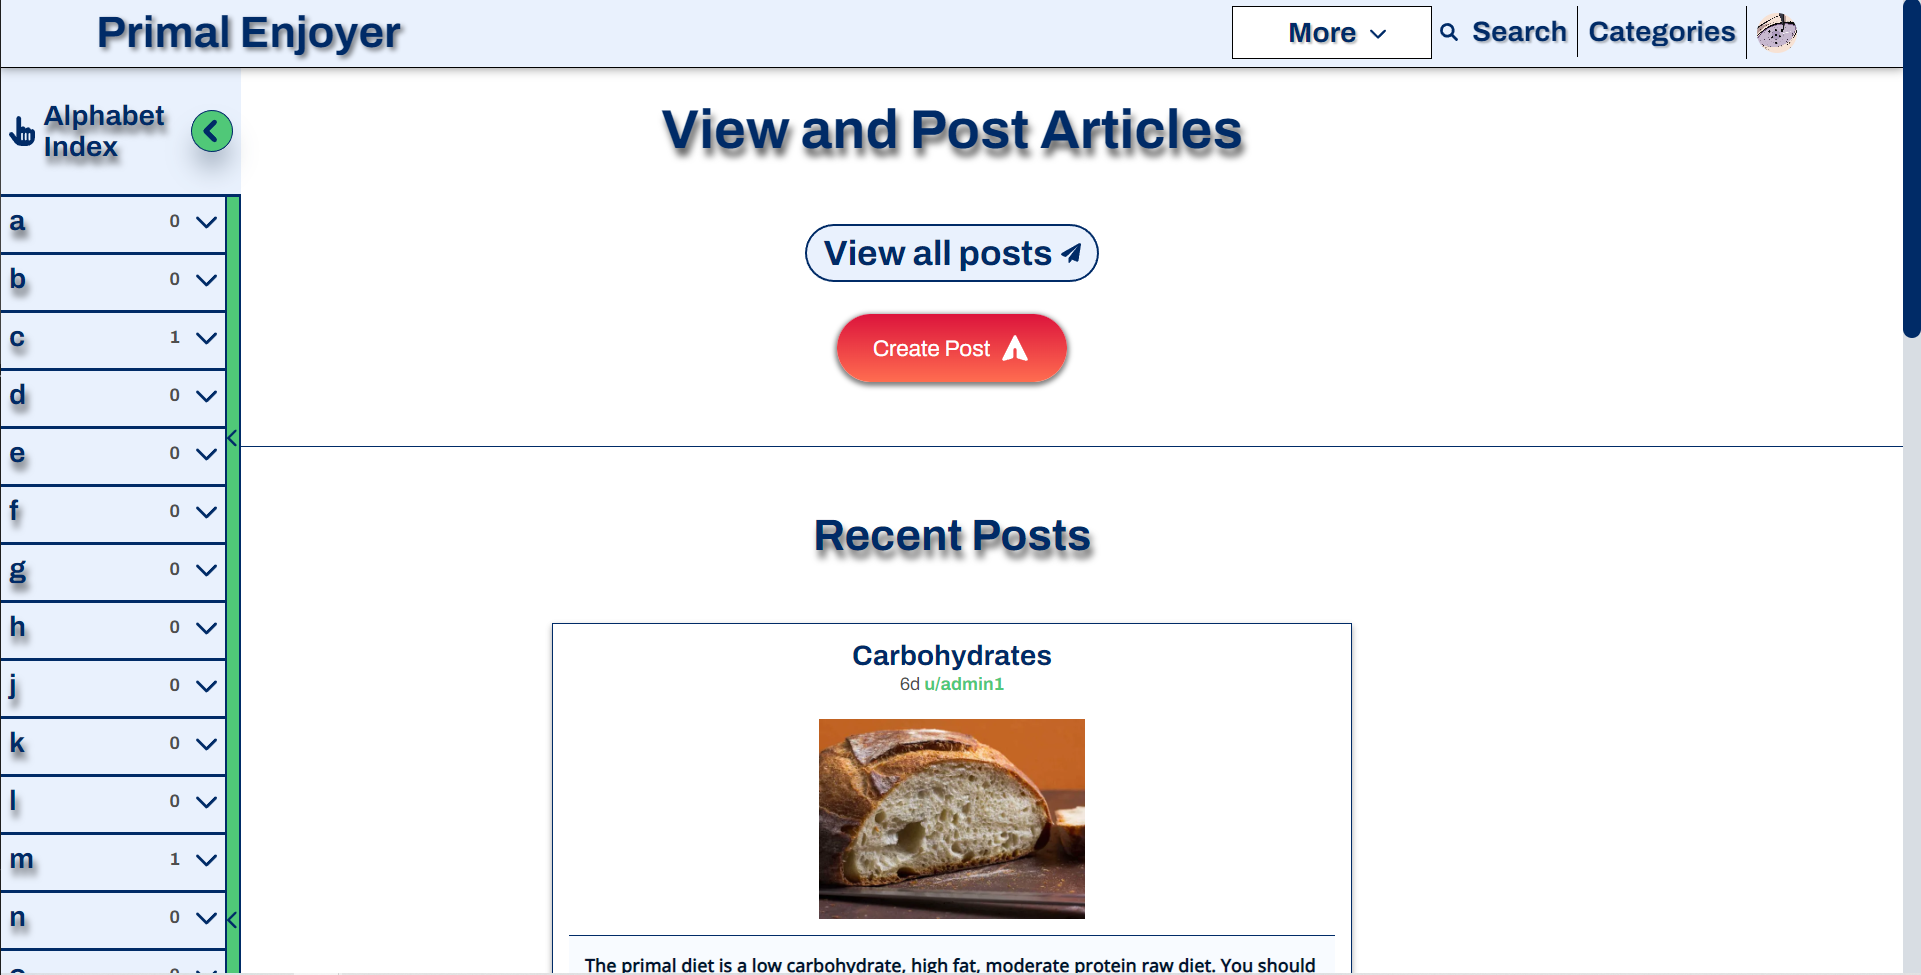 Primal Enjoyer
More
Search
Categories
Alphabet
Index
View and Post Articles
a 0
b 0
c 1
d 0
e 0
f 0
g 0
h 0
j 0
k 0
l 0
m 1
n 0
View all posts
Create Post
Recent Posts
Carbohydrates
6d u/admin1
The primal diet is a low carbohydrate, high fat, moderate protein raw diet. You should